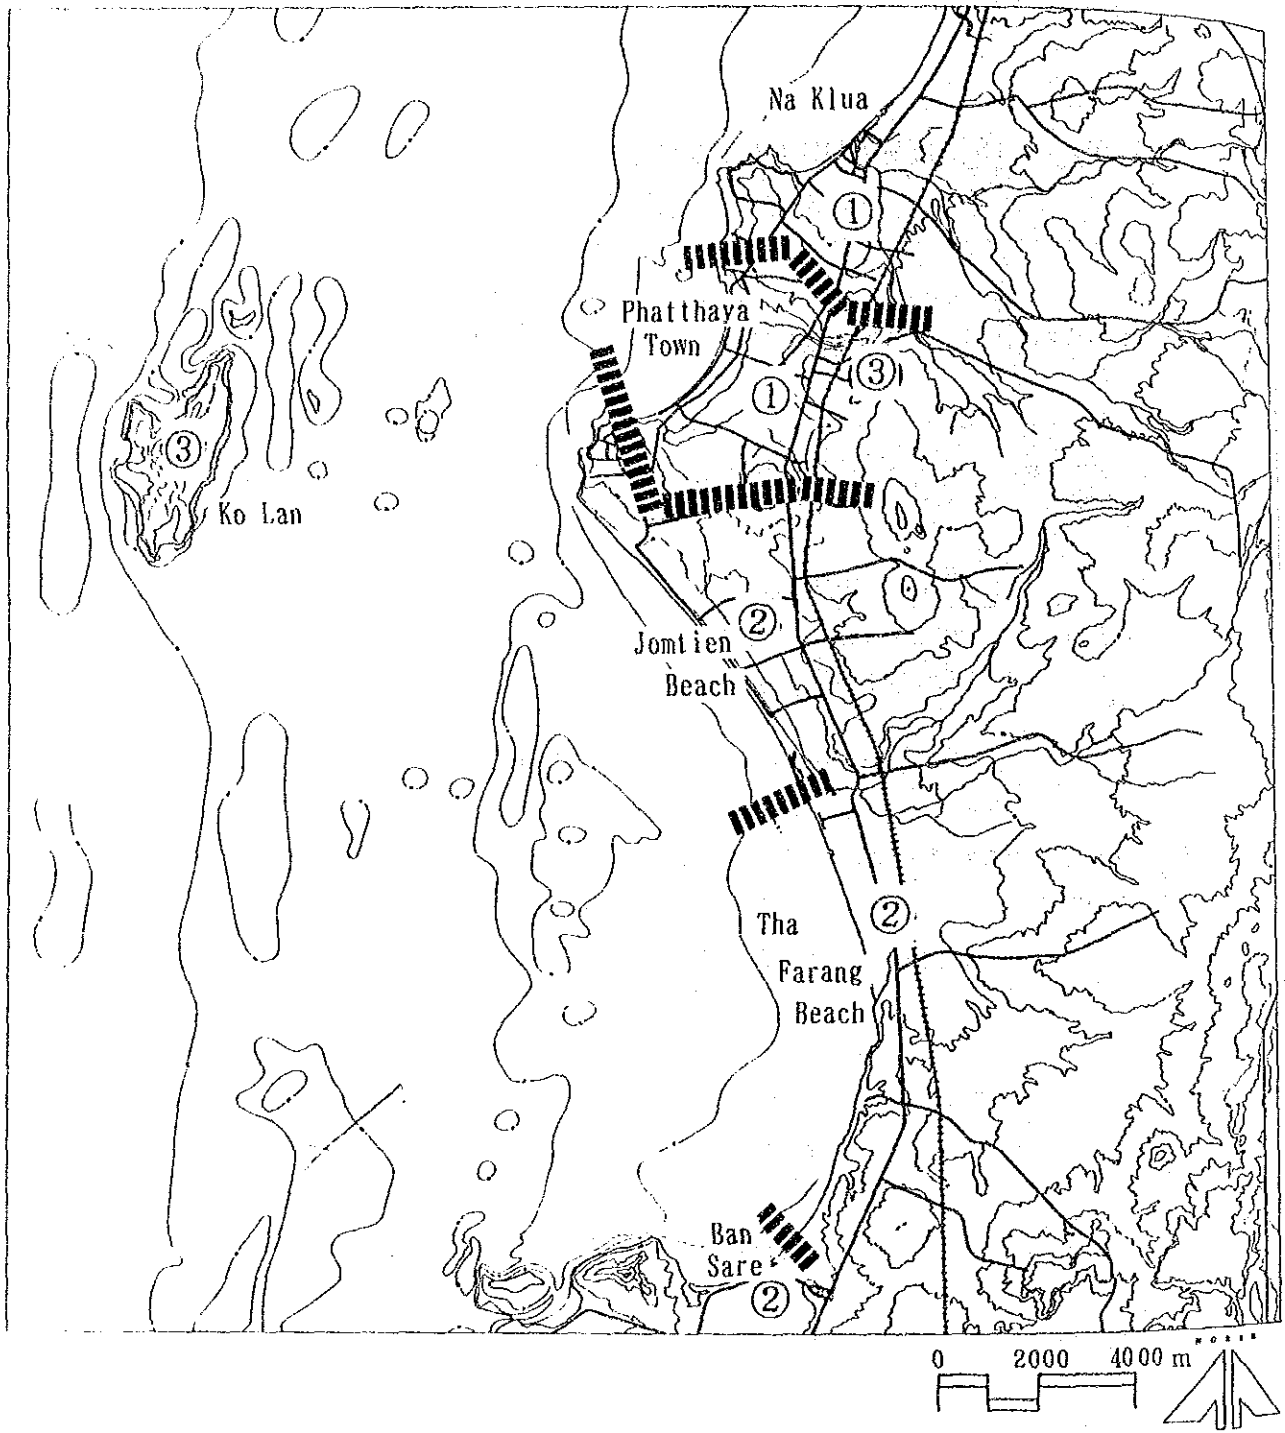 Na Klua
①
Phatthaya
Town
③
①
③
Ko Lan
②
Jomtien
Beach
②
Tha
Farang
Beach
Ban
Sare
②
0 2000 4000 m
NORTH